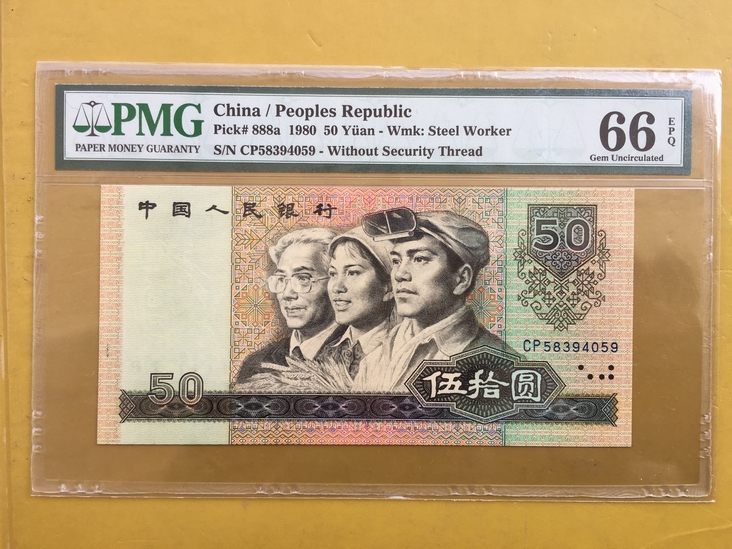 PMG
PAPER MONEY GUARANTY
China / Peoples Republic
Pick# 888a 1980 50 Yüan - Wmk: Steel Worker
S/N CP58394059 - Without Security Thread
66
EPQ
Gem Uncirculated
中国人民银行
50
CP58394059
50
伍拾圆